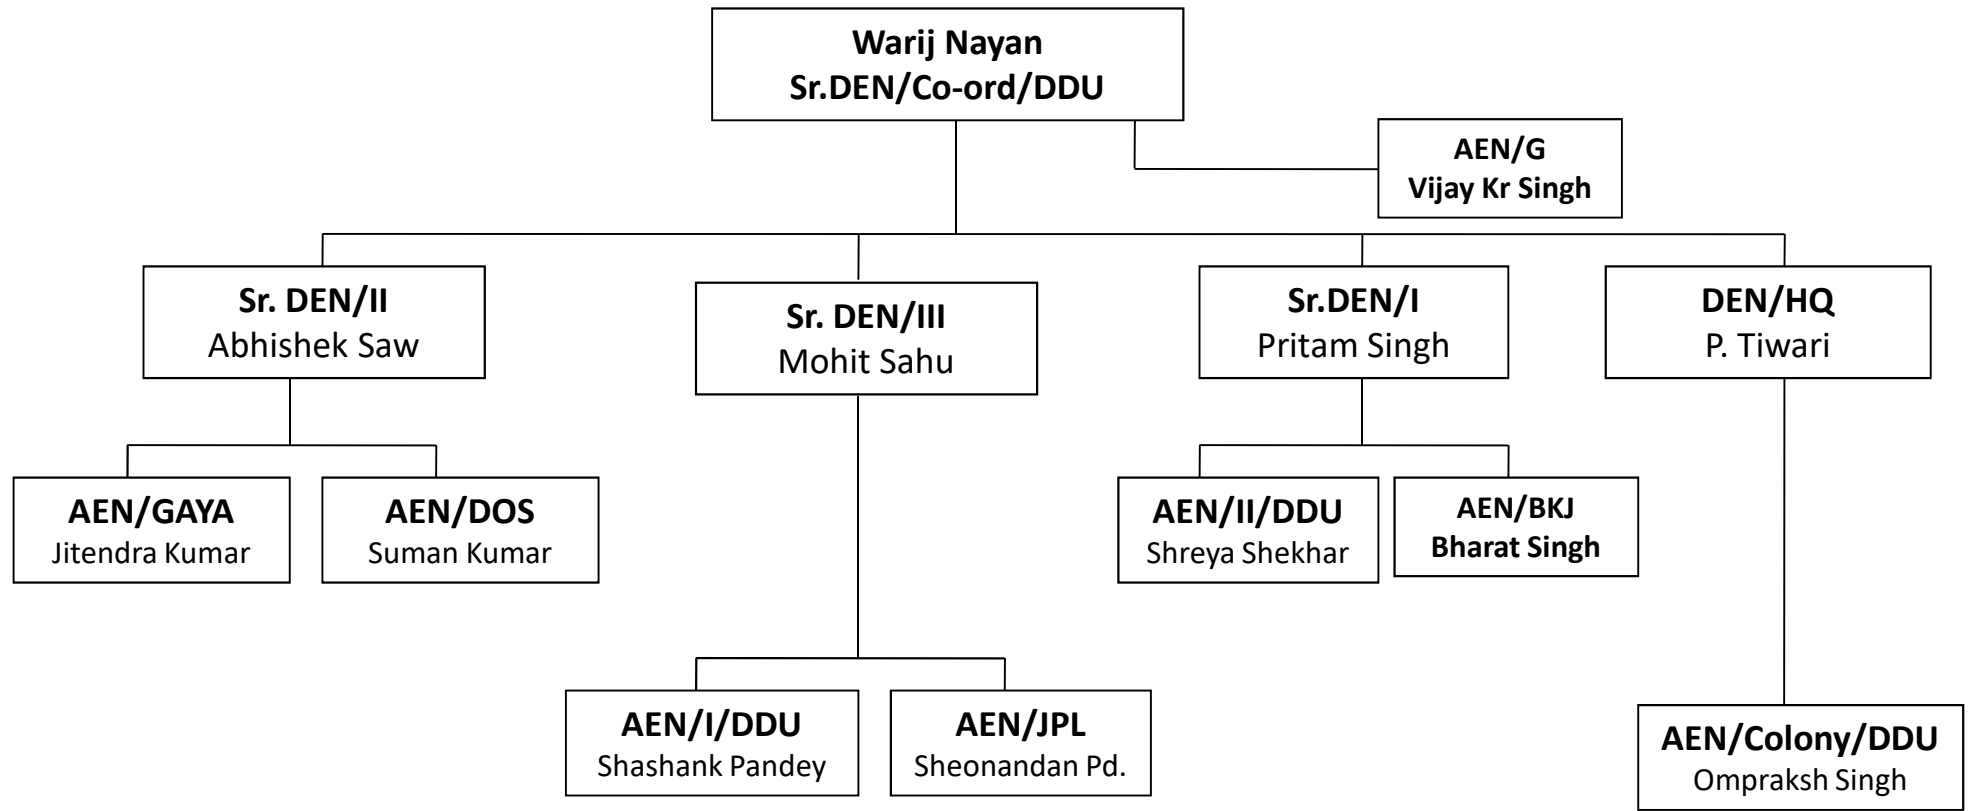 Warij Nayan
Sr.DEN/Co-ord/DDU
AEN/G
Vijay Kr Singh
Sr. DEN/II
Abhishek Saw
Sr. DEN/III
Mohit Sahu
Sr.DEN/I
Pritam Singh
DEN/HQ
P. Tiwari
AEN/GAYA
Jitendra Kumar
AEN/DOS
Suman Kumar
AEN/II/DDU
Shreya Shekhar
AEN/BKJ
Bharat Singh
AEN/I/DDU
Shashank Pandey
AEN/JPL
Sheonandan Pd.
AEN/Colony/DDU
Ompraksh Singh